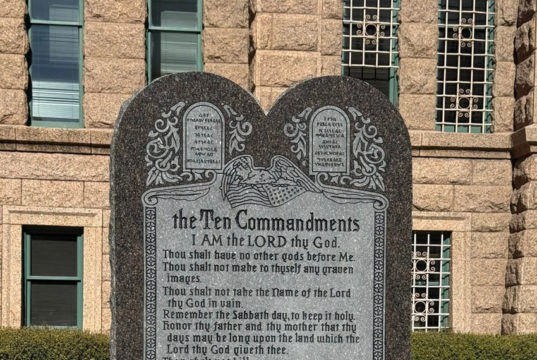 the Ten Commandments
I AM the LORD thy God.
Thou shalt have no other gods before Me.
Thou shalt not make to thyself any graven
images.
Thou shalt not take the Name of the Lord
thy God in vain.
Remember the Sabbath day, to keep it holy.
Honor thy father and thy mother that thy
days may be long upon the land which the
Lord thy God giveth thee.